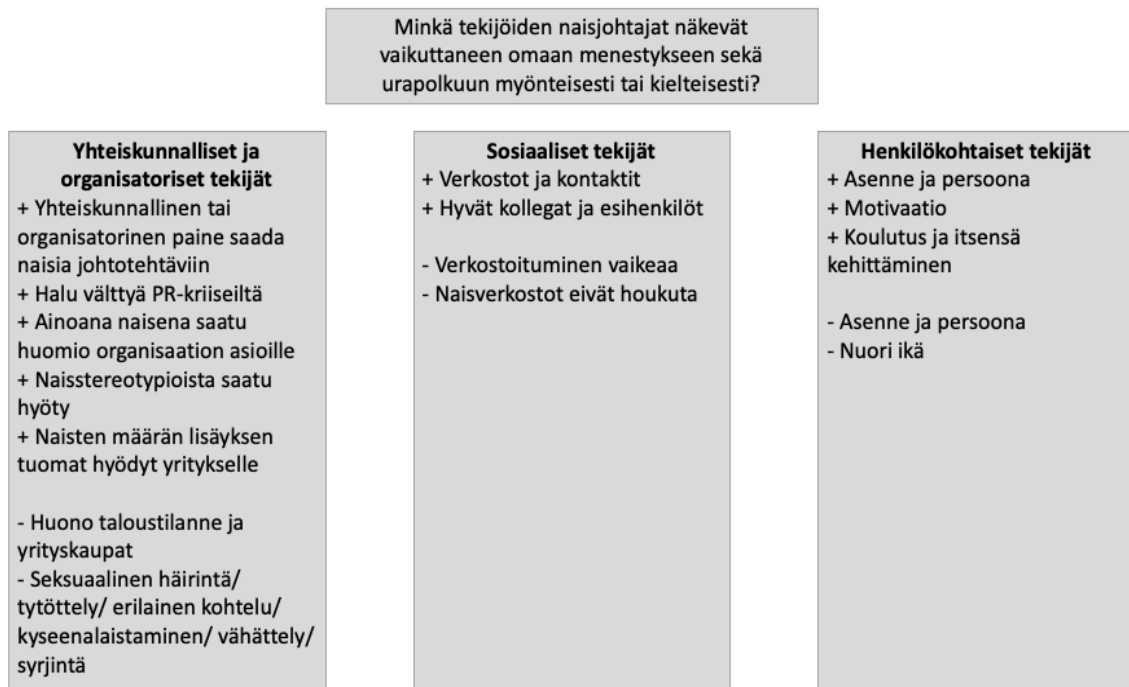 Minkä tekijöiden naisjohtajat näkevät
vaikuttaneen omaan menestykseen sekä
urapolkuun myönteisesti tai kielteisesti?
Yhteiskunnalliset ja
organisatoriset tekijät
+ Yhteiskunnallinen tai
organisatorinen paine saada
naisia johtotehtäviin
+ Halu välttyä PR-kriiseiltä
+ Ainoana naisena saatu
huomio organisaation asioille
+ Naisstereotypioista saatu
hyöty
+ Naisten määrän lisäyksen
tuomat hyödyt yritykselle
- Huono taloustilanne ja
yrityskaupat
- Seksuaalinen häirintä/
tytöttely/ erilainen kohtelu/
kyseenalaistaminen/ vähättely/
syrjintä
Sosiaaliset tekijät
+ Verkostot ja kontaktit
+ Hyvät kollegat ja esihenkilöt
- Verkostoituminen vaikeaa
- Naisverkostot eivät houkuta
Henkilökohtaiset tekijät
+ Asenne ja persoona
+ Motivaatio
+ Koulutus ja itsensä
kehittäminen
- Asenne ja persoona
- Nuori ikä